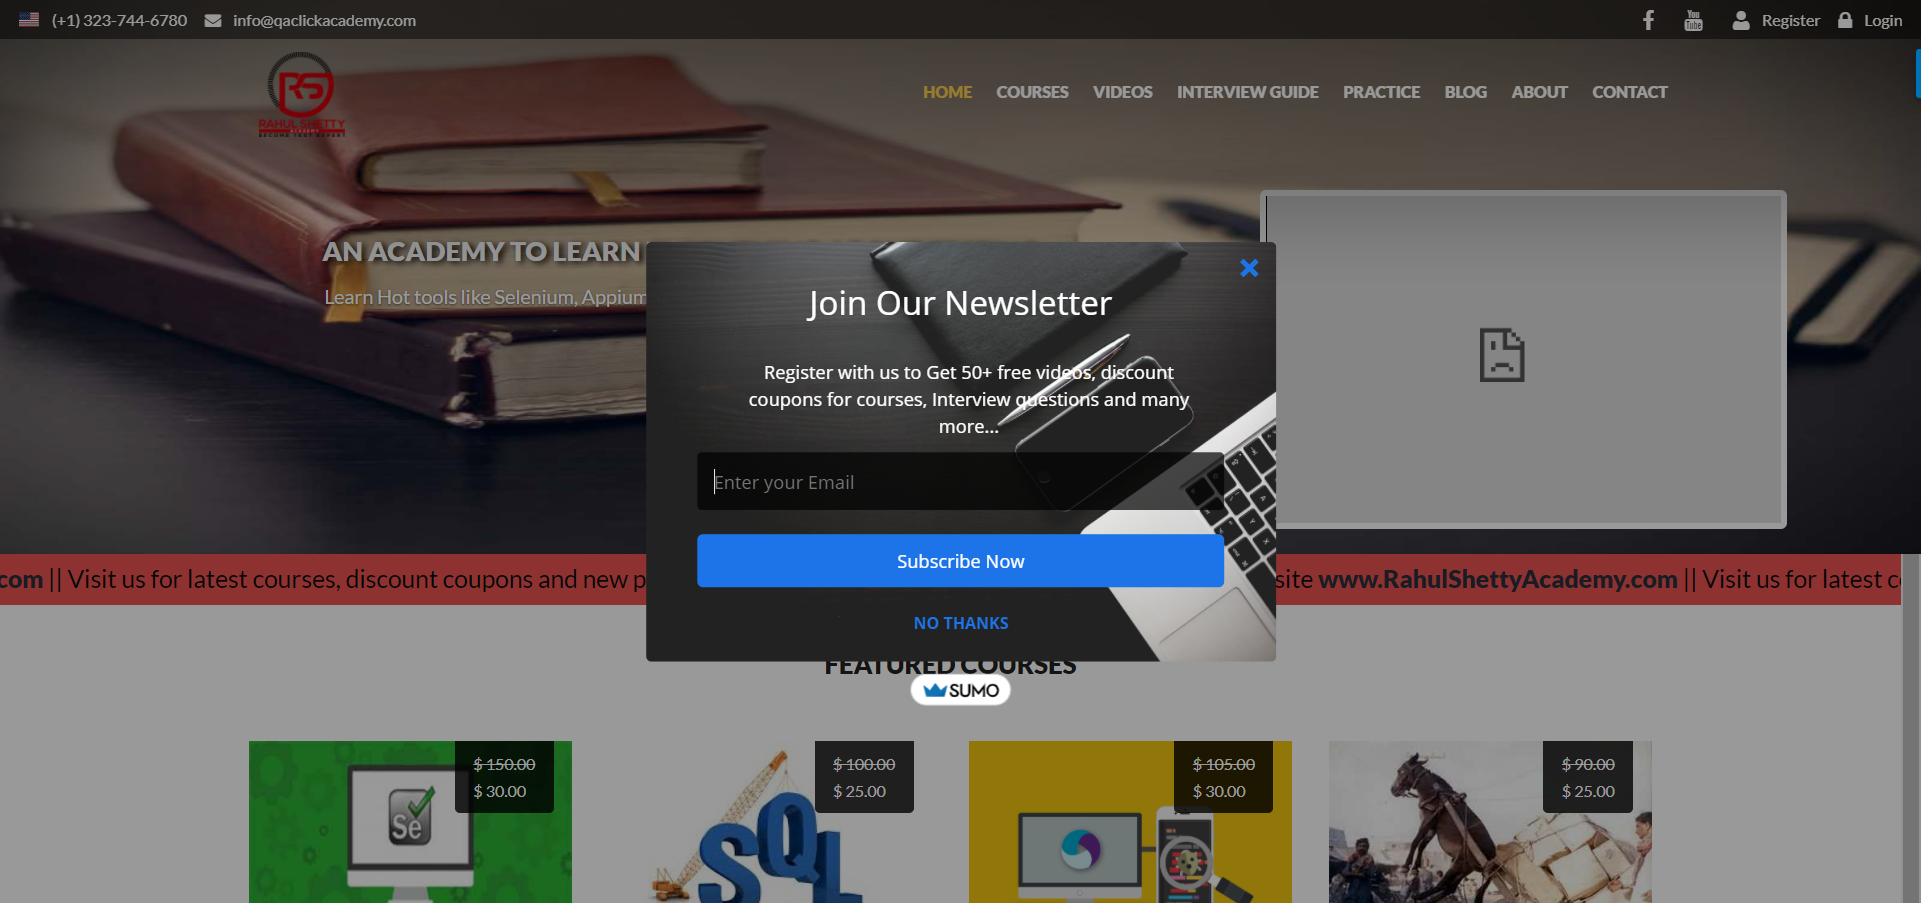 (+1) 323-744-6780 info@qaclickacademy.com
You Tube Register Login
RS
RAHUL SHETTY
ACADEMY
HOME COURSES VIDEOS INTERVIEW GUIDE PRACTICE BLOG ABOUT CONTACT
AN ACADEMY TO LEARN
Learn Hot tools like Selenium, Appium
Join Our Newsletter
Register with us to Get 50+ free videos, discount
coupons for courses, Interview questions and many
more...
Enter your Email
Subscribe Now
NO THANKS
com || Visit us for latest courses, discount coupons and new p
site www.RahulShettyAcademy.com || Visit us for latest c
FEATURED COURSES
SUMO
$ 150.00
$ 30.00
Se
$ 100.00
$ 25.00
SQL
$ 105.00
$ 30.00
$ 90.00
$ 25.00